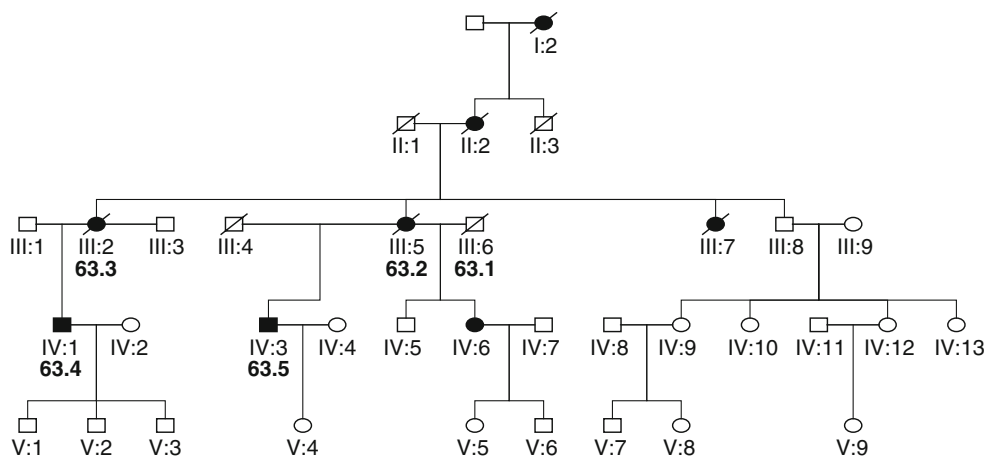 I:2
II:1 II:2 II:3
III:1 III:2 III:3 III:4 III:5 III:6 III:7 III:8 III:9
63.3 63.2 63.1
IV:1 IV:2 IV:3 IV:4 IV:5 IV:6 IV:7 IV:8 IV:9 IV:10 IV:11 IV:12 IV:13
63.4 63.5
V:1 V:2 V:3 V:4 V:5 V:6 V:7 V:8 V:9